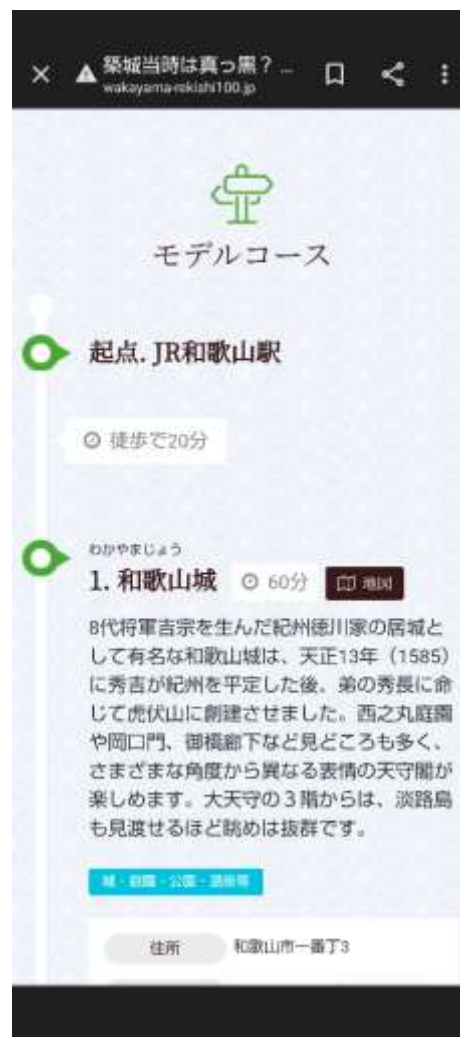 築城当時は真っ黒？ ...
wakayama-rekishi100.jp
モデルコース
起点. JR和歌山駅
徒歩で20分
わかやまじょう
1. 和歌山城 60分 地図
8代将軍吉宗を生んだ紀州徳川家の居城と
して有名な和歌山城は、天正13年（1585）
に秀吉が紀州を平定した後、弟の秀長に命
じて虎伏山に創建させました。西之丸庭園
や岡口門、御橋廊下など見どころも多く、
さまざまな角度から異なる表情の天守閣が
楽しめます。大天守の３階からは、淡路島
も見渡せるほど眺めは抜群です。
城・庭園・公園・道街等
住所 和歌山市一番丁3